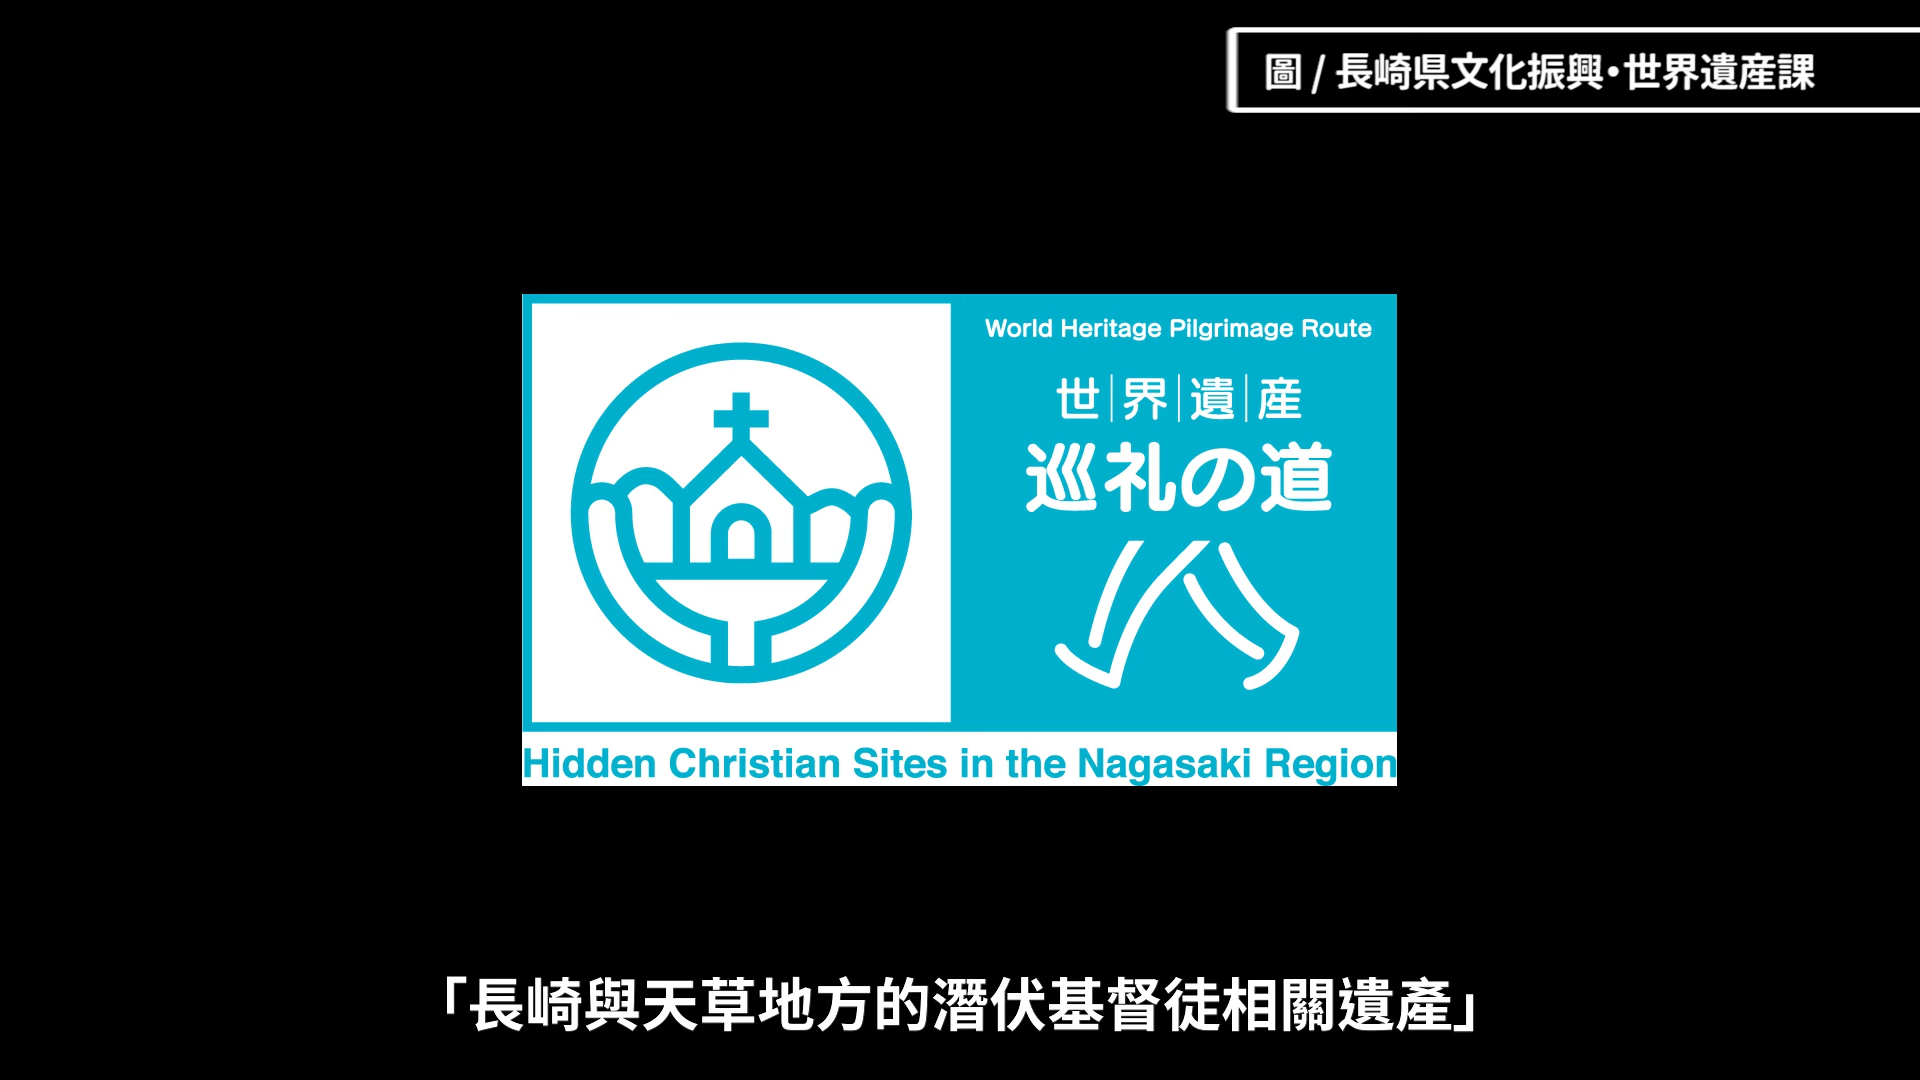 圖 / 長崎県文化振興・世界遺産課
World Heritage Pilgrimage Route
世|界|遺|産
巡礼の道
Hidden Christian Sites in the Nagasaki Region
「長崎與天草地方的潛伏基督徒相關遺產」